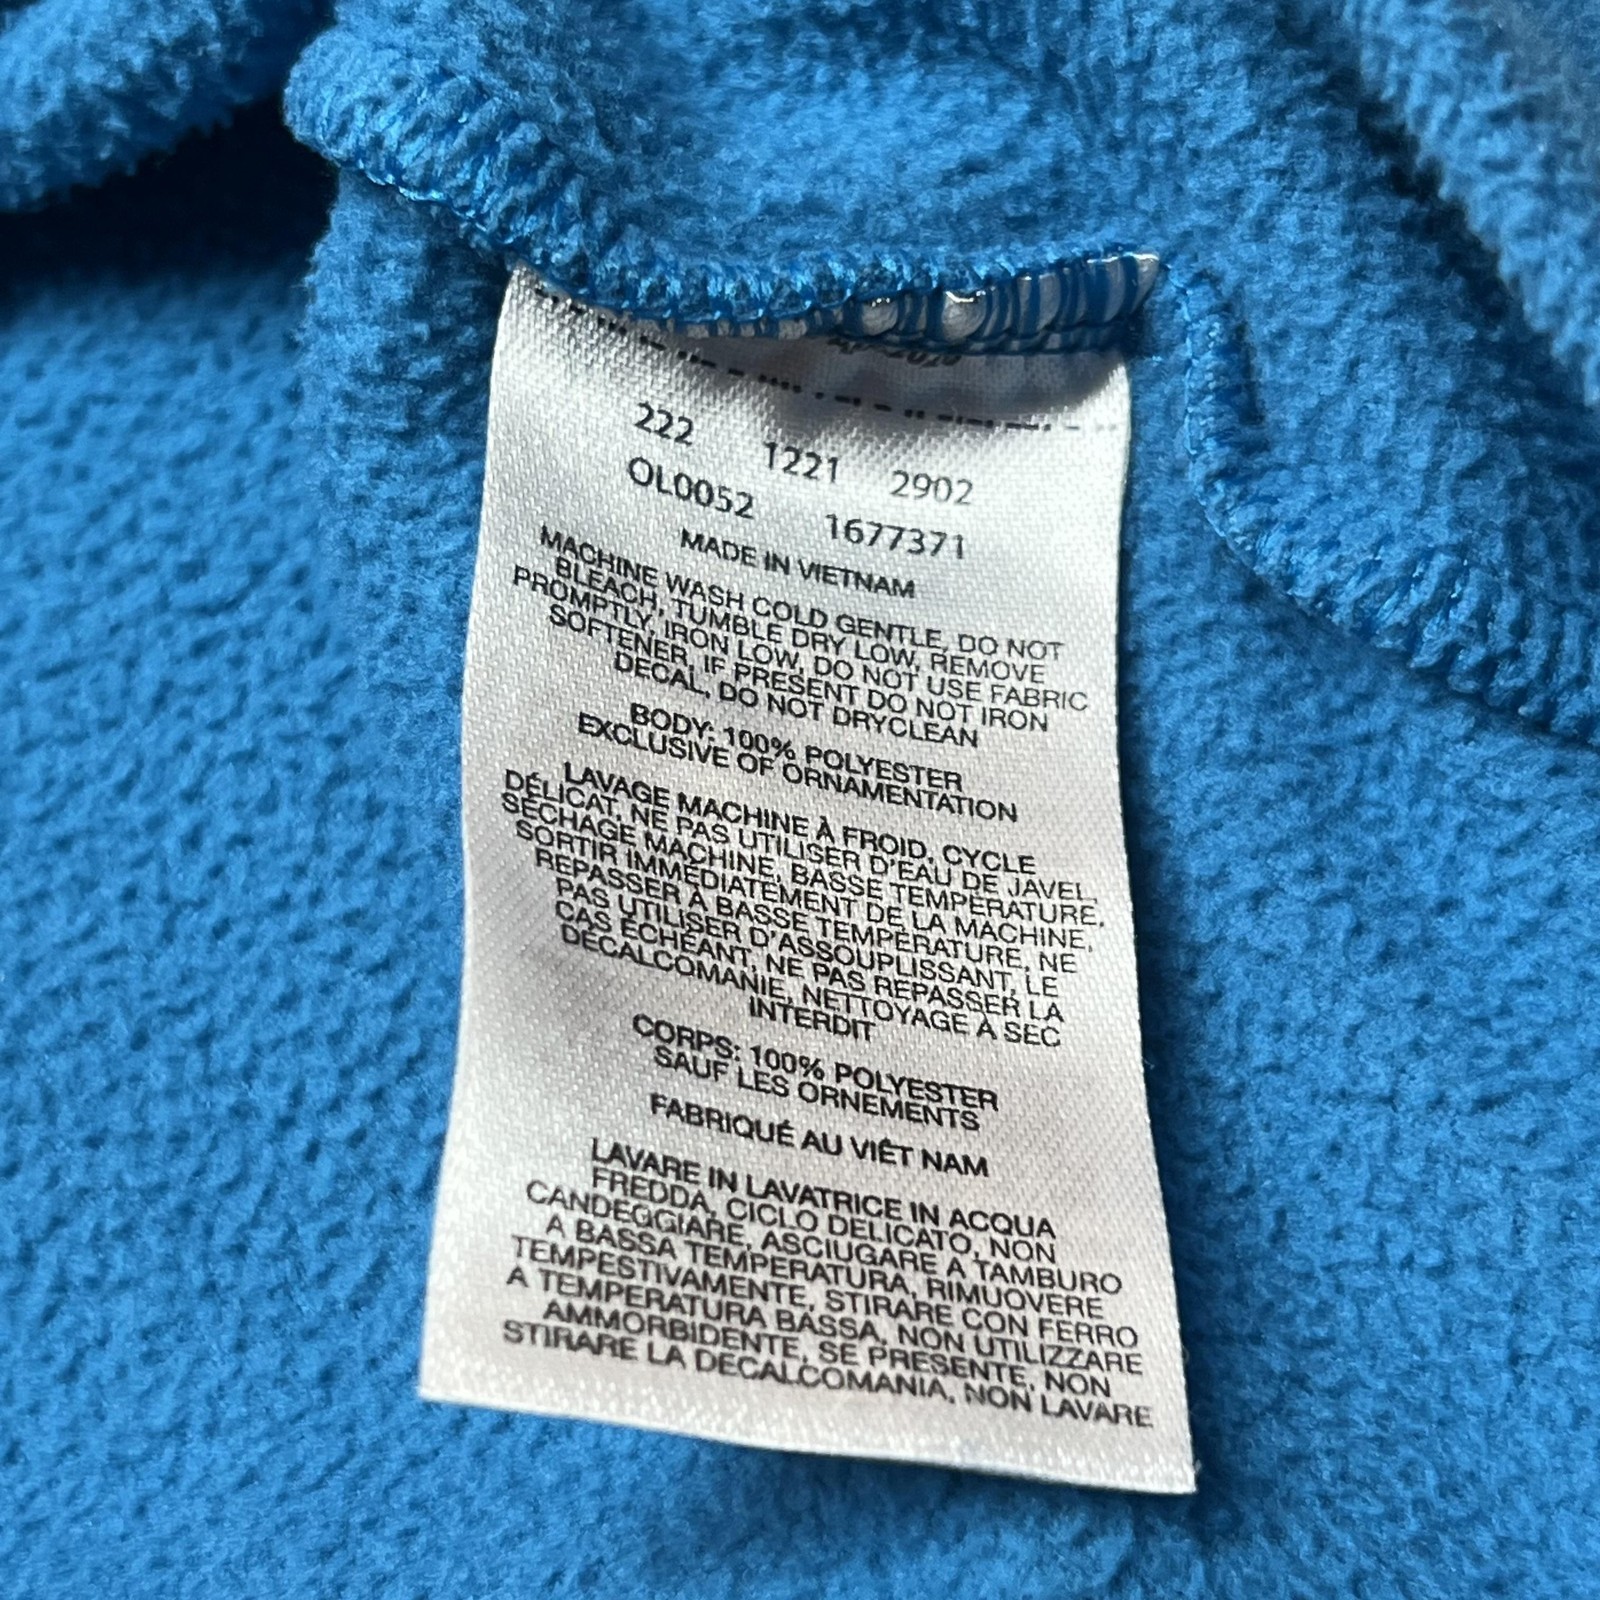 222 1221 2902
OL0052 1677371
MADE IN VIETNAM
MACHINE WASH COLD GENTLE, DO NOT
BLEACH, TUMBLE DRY LOW, REMOVE
PROMPTLY, IRON LOW, DO NOT USE FABRIC
SOFTENER, IF PRESENT DO NOT IRON
DECAL, DO NOT DRYCLEAN
BODY: 100% POLYESTER
EXCLUSIVE OF ORNAMENTATION
LAVAGE MACHINE À FROID, CYCLE
DÉLICAT, NE PAS UTILISER D'EAU DE JAVEL,
SÉCHAGE MACHINE, BASSE TEMPÉRATURE,
SORTIR IMMÉDIATEMENT DE LA MACHINE,
REPASSER À BASSE TEMPÉRATURE, NE
PAS UTILISER D'ASSOUPLISSANT, LE
CAS ÉCHÉANT, NE PAS REPASSER LA
DÉCALCOMANIE, NETTOYAGE À SEC
INTERDIT
CORPS: 100% POLYESTER
SAUF LES ORNEMENTS
FABRIQUÉ AU VIÊT NAM
LAVARE IN LAVATRICE IN ACQUA
FREDDA, CICLO DELICATO, NON
CANDEGGIARE, ASCIUGARE A TAMBURO
A BASSA TEMPERATURA, RIMUOVERE
TEMPESTIVAMENTE, STIRARE CON FERRO
A TEMPERATURA BASSA, NON UTILIZZARE
AMMORBIDENTE, SE PRESENTE, NON
STIRARE LA DECALCOMANIA, NON LAVARE